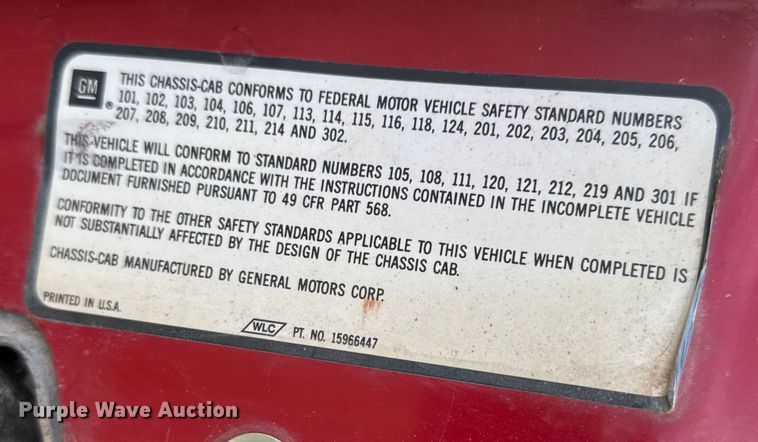 GM
®
THIS CHASSIS-CAB CONFORMS TO FEDERAL MOTOR VEHICLE SAFETY STANDARD NUMBERS
101, 102, 103, 104, 106, 107, 113, 114, 115, 116, 118, 124, 201, 202, 203, 204, 205, 206,
207, 208, 209, 210, 211, 214 AND 302.
THIS VEHICLE WILL CONFORM TO STANDARD NUMBERS 105, 108, 111, 120, 121, 212, 219 AND 301 IF
IT IS COMPLETED IN ACCORDANCE WITH THE INSTRUCTIONS CONTAINED IN THE INCOMPLETE VEHICLE
DOCUMENT FURNISHED PURSUANT TO 49 CFR PART 568.
CONFORMITY TO THE OTHER SAFETY STANDARDS APPLICABLE TO THIS VEHICLE WHEN COMPLETED IS
NOT SUBSTANTIALLY AFFECTED BY THE DESIGN OF THE CHASSIS CAB.
CHASSIS-CAB MANUFACTURED BY GENERAL MOTORS CORP.
PRINTED IN U.S.A.
WLC PT. NO. 15966447
Purple Wave Auction